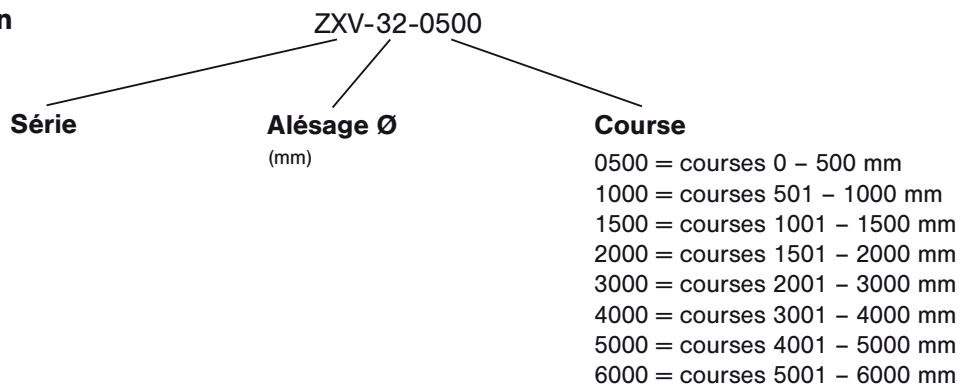 n
ZXV-32-0500
Série
Alésage Ø
(mm)
Course
0500 = courses 0 – 500 mm
1000 = courses 501 – 1000 mm
1500 = courses 1001 – 1500 mm
2000 = courses 1501 – 2000 mm
3000 = courses 2001 – 3000 mm
4000 = courses 3001 – 4000 mm
5000 = courses 4001 – 5000 mm
6000 = courses 5001 – 6000 mm